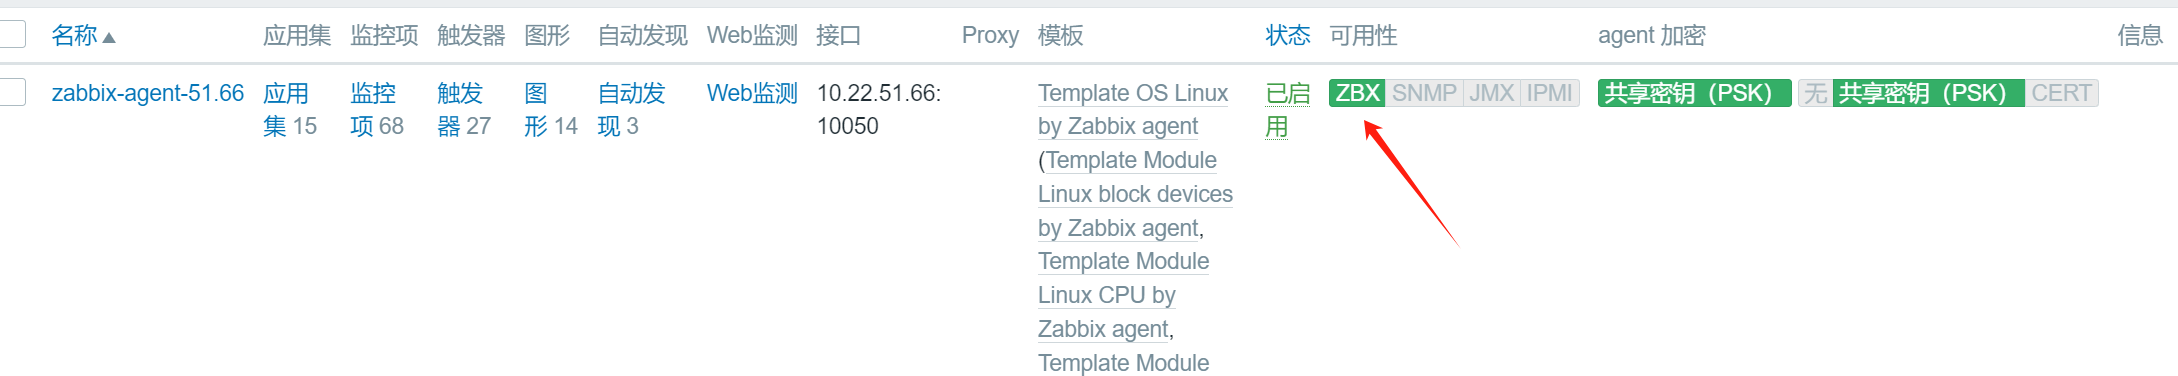 名称▲ 应用集 监控项 触发器 图形 自动发现 Web监测 接口 Proxy 模板 状态 可用性 agent 加密 信息
zabbix-agent-51.66 应用 监控 触发 图 自动发 Web监测 10.22.51.66: Template OS Linux 已启 ZBX SNMP JMX IPMI 共享密钥（PSK） 无 共享密钥（PSK） CERT
集 15 项 68 器 27 形 14 现 3 10050 by Zabbix agent 用
(Template Module
Linux block devices
by Zabbix agent,
Template Module
Linux CPU by
Zabbix agent,
Template Module